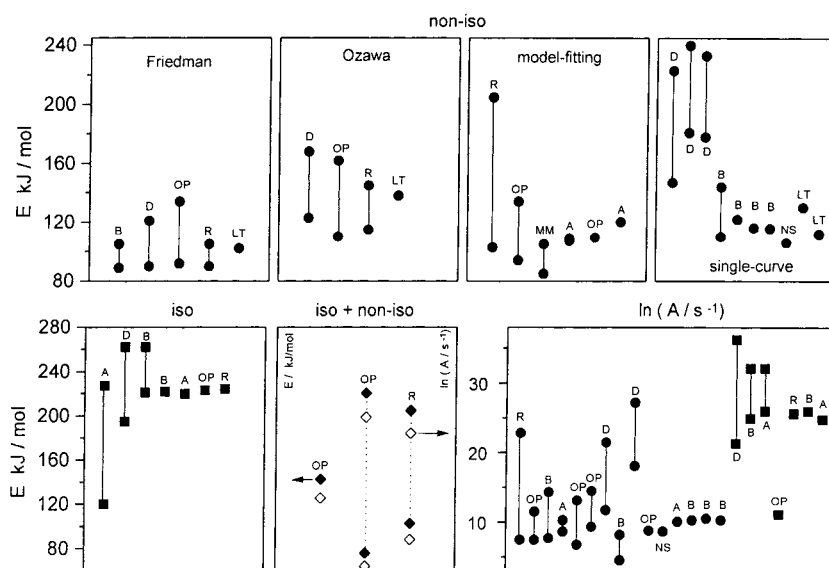 non-iso
E kJ / mol
240
200
160
120
80
Friedman
B
D
OP
R
LT
Ozawa
D
OP
R
LT
model-fitting
R
OP
MM
A
OP
A
D
D
D
B
B
B
B
NS
LT
LT
single-curve
iso
E kJ / mol
280
240
200
160
120
80
A
D
B
B
A
OP
R
iso + non-iso
E / kJ/mol
ln ( A / s -1)
OP
OP
R
ln ( A / s -1)
30
20
10
R
OP
B
A
OP
OP
D
B
D
OP
NS
A
B
B
B
D
B
A
OP
R
B
A